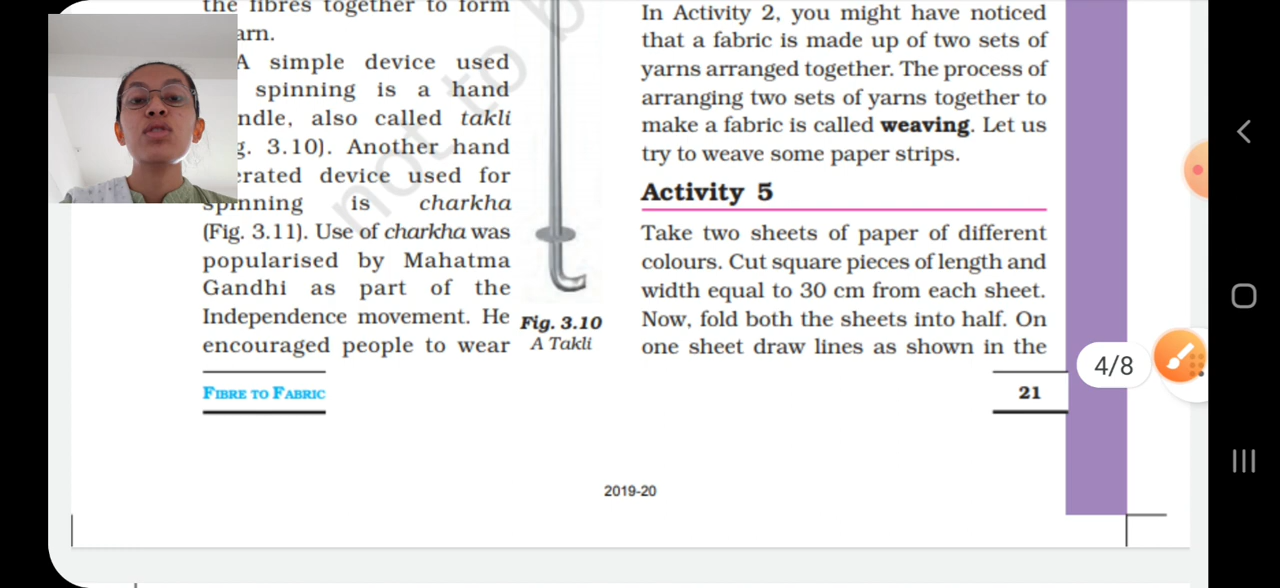 the fibres together to form
arn.
A simple device used
spinning is a hand
ndle, also called takli
g. 3.10). Another hand
erated device used for
spinning is charkha
(Fig. 3.11). Use of charkha was
popularised by Mahatma
Gandhi as part of the
Independence movement. He
encouraged people to wear
not to b
Fig. 3.10
A Takli
In Activity 2, you might have noticed
that a fabric is made up of two sets of
yarns arranged together. The process of
arranging two sets of yarns together to
make a fabric is called weaving. Let us
try to weave some paper strips.
Activity 5
Take two sheets of paper of different
colours. Cut square pieces of length and
width equal to 30 cm from each sheet.
Now, fold both the sheets into half. On
one sheet draw lines as shown in the
4/8
FIBRE TO FABRIC
21
2019-20